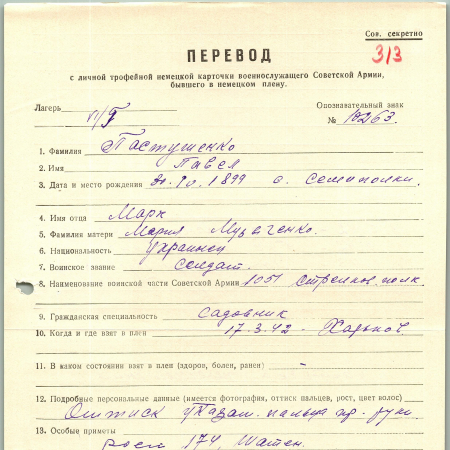 Сов. секретно
3/3
ПЕРЕВОД
с личной трофейной немецкой карточки военнослужащего Советской Армии,
бывшего в немецком плену.
Лагерь VI/F
Опознавательный знак
№ 10263.
1. Фамилия Пастушенко
2. Имя Павел
3. Дата и место рождения 1899 с. Семиполки.
4. Имя отца Марк
5. Фамилия матери Мария
6. Национальность Украинец
7. Воинское звание солдат.
8. Наименование воинской части Советской Армии 1051 стрелков. полк.
9. Гражданская специальность садовник
10. Когда и где взят в плен 17.3.42 - Харьков
11. В каком состоянии взят в плен (здоров, болен, ранен) -
12. Подробные персональные данные (имеется фотография, оттиск пальцев, рост, цвет волос)
Оттиск указат. пальца пр. руки
13. Особые приметы
рост 174, шатен.